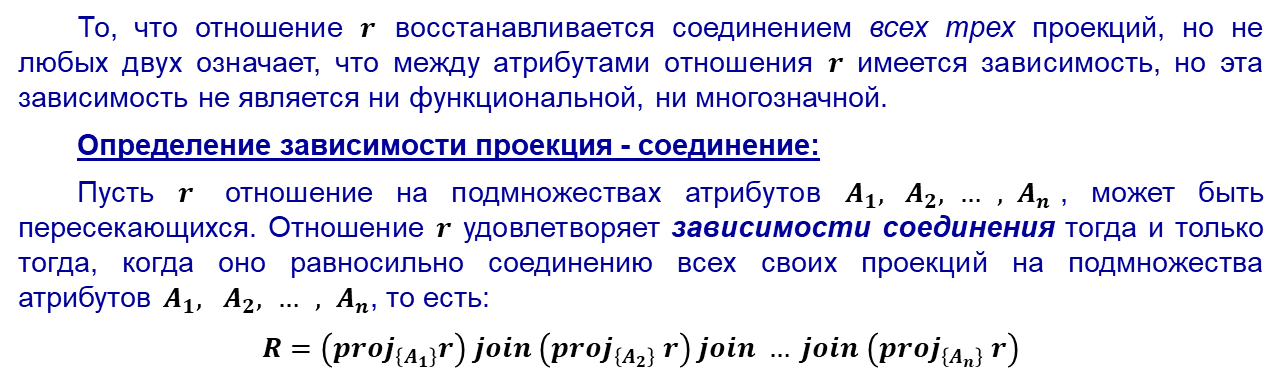 То, что отношение r восстанавливается соединением всех трех проекций, но не
любых двух означает, что между атрибутами отношения r имеется зависимость, но эта
зависимость не является ни функциональной, ни многозначной.
Определение зависимости проекция - соединение:
Пусть r отношение на подмножествах атрибутов A₁, A₂, … , Aₙ , может быть
пересекающихся. Отношение r удовлетворяет зависимости соединения тогда и только
тогда, когда оно равносильно соединению всех своих проекций на подмножества
атрибутов A₁, A₂, … , Aₙ, то есть:
R = (proj_{A₁} r) join (proj_{A₂} r) join … join (proj_{Aₙ} r)